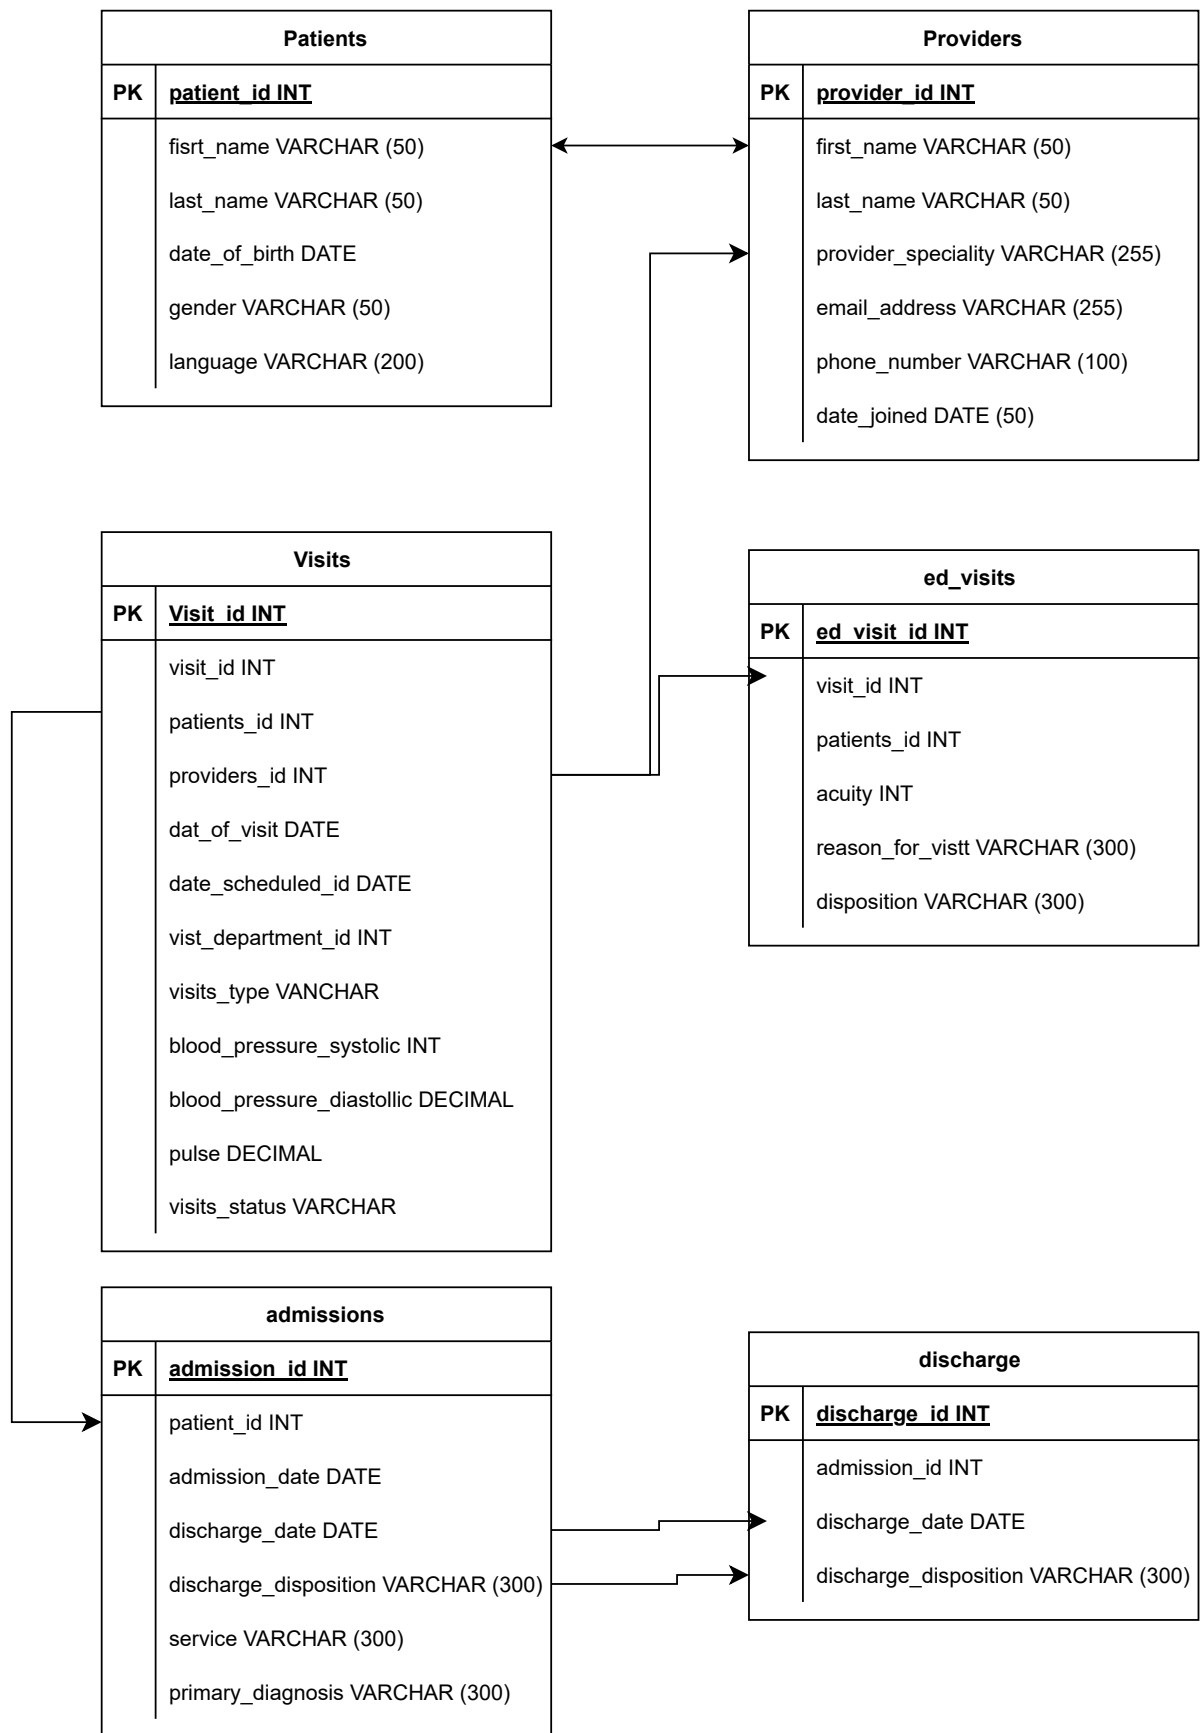 Patients
PK patient_id INT
fisrt_name VARCHAR (50)
last_name VARCHAR (50)
date_of_birth DATE
gender VARCHAR (50)
language VARCHAR (200)
Providers
PK provider_id INT
first_name VARCHAR (50)
last_name VARCHAR (50)
provider_speciality VARCHAR (255)
email_address VARCHAR (255)
phone_number VARCHAR (100)
date_joined DATE (50)
Visits
PK Visit_id INT
visit_id INT
patients_id INT
providers_id INT
dat_of_visit DATE
date_scheduled_id DATE
vist_department_id INT
visits_type VANCHAR
blood_pressure_systolic INT
blood_pressure_diastollic DECIMAL
pulse DECIMAL
visits_status VARCHAR
ed_visits
PK ed_visit_id INT
visit_id INT
patients_id INT
acuity INT
reason_for_vistt VARCHAR (300)
disposition VARCHAR (300)
admissions
PK admission_id INT
patient_id INT
admission_date DATE
discharge_date DATE
discharge_disposition VARCHAR (300)
service VARCHAR (300)
primary_diagnosis VARCHAR (300)
discharge
PK discharge_id INT
admission_id INT
discharge_date DATE
discharge_disposition VARCHAR (300)